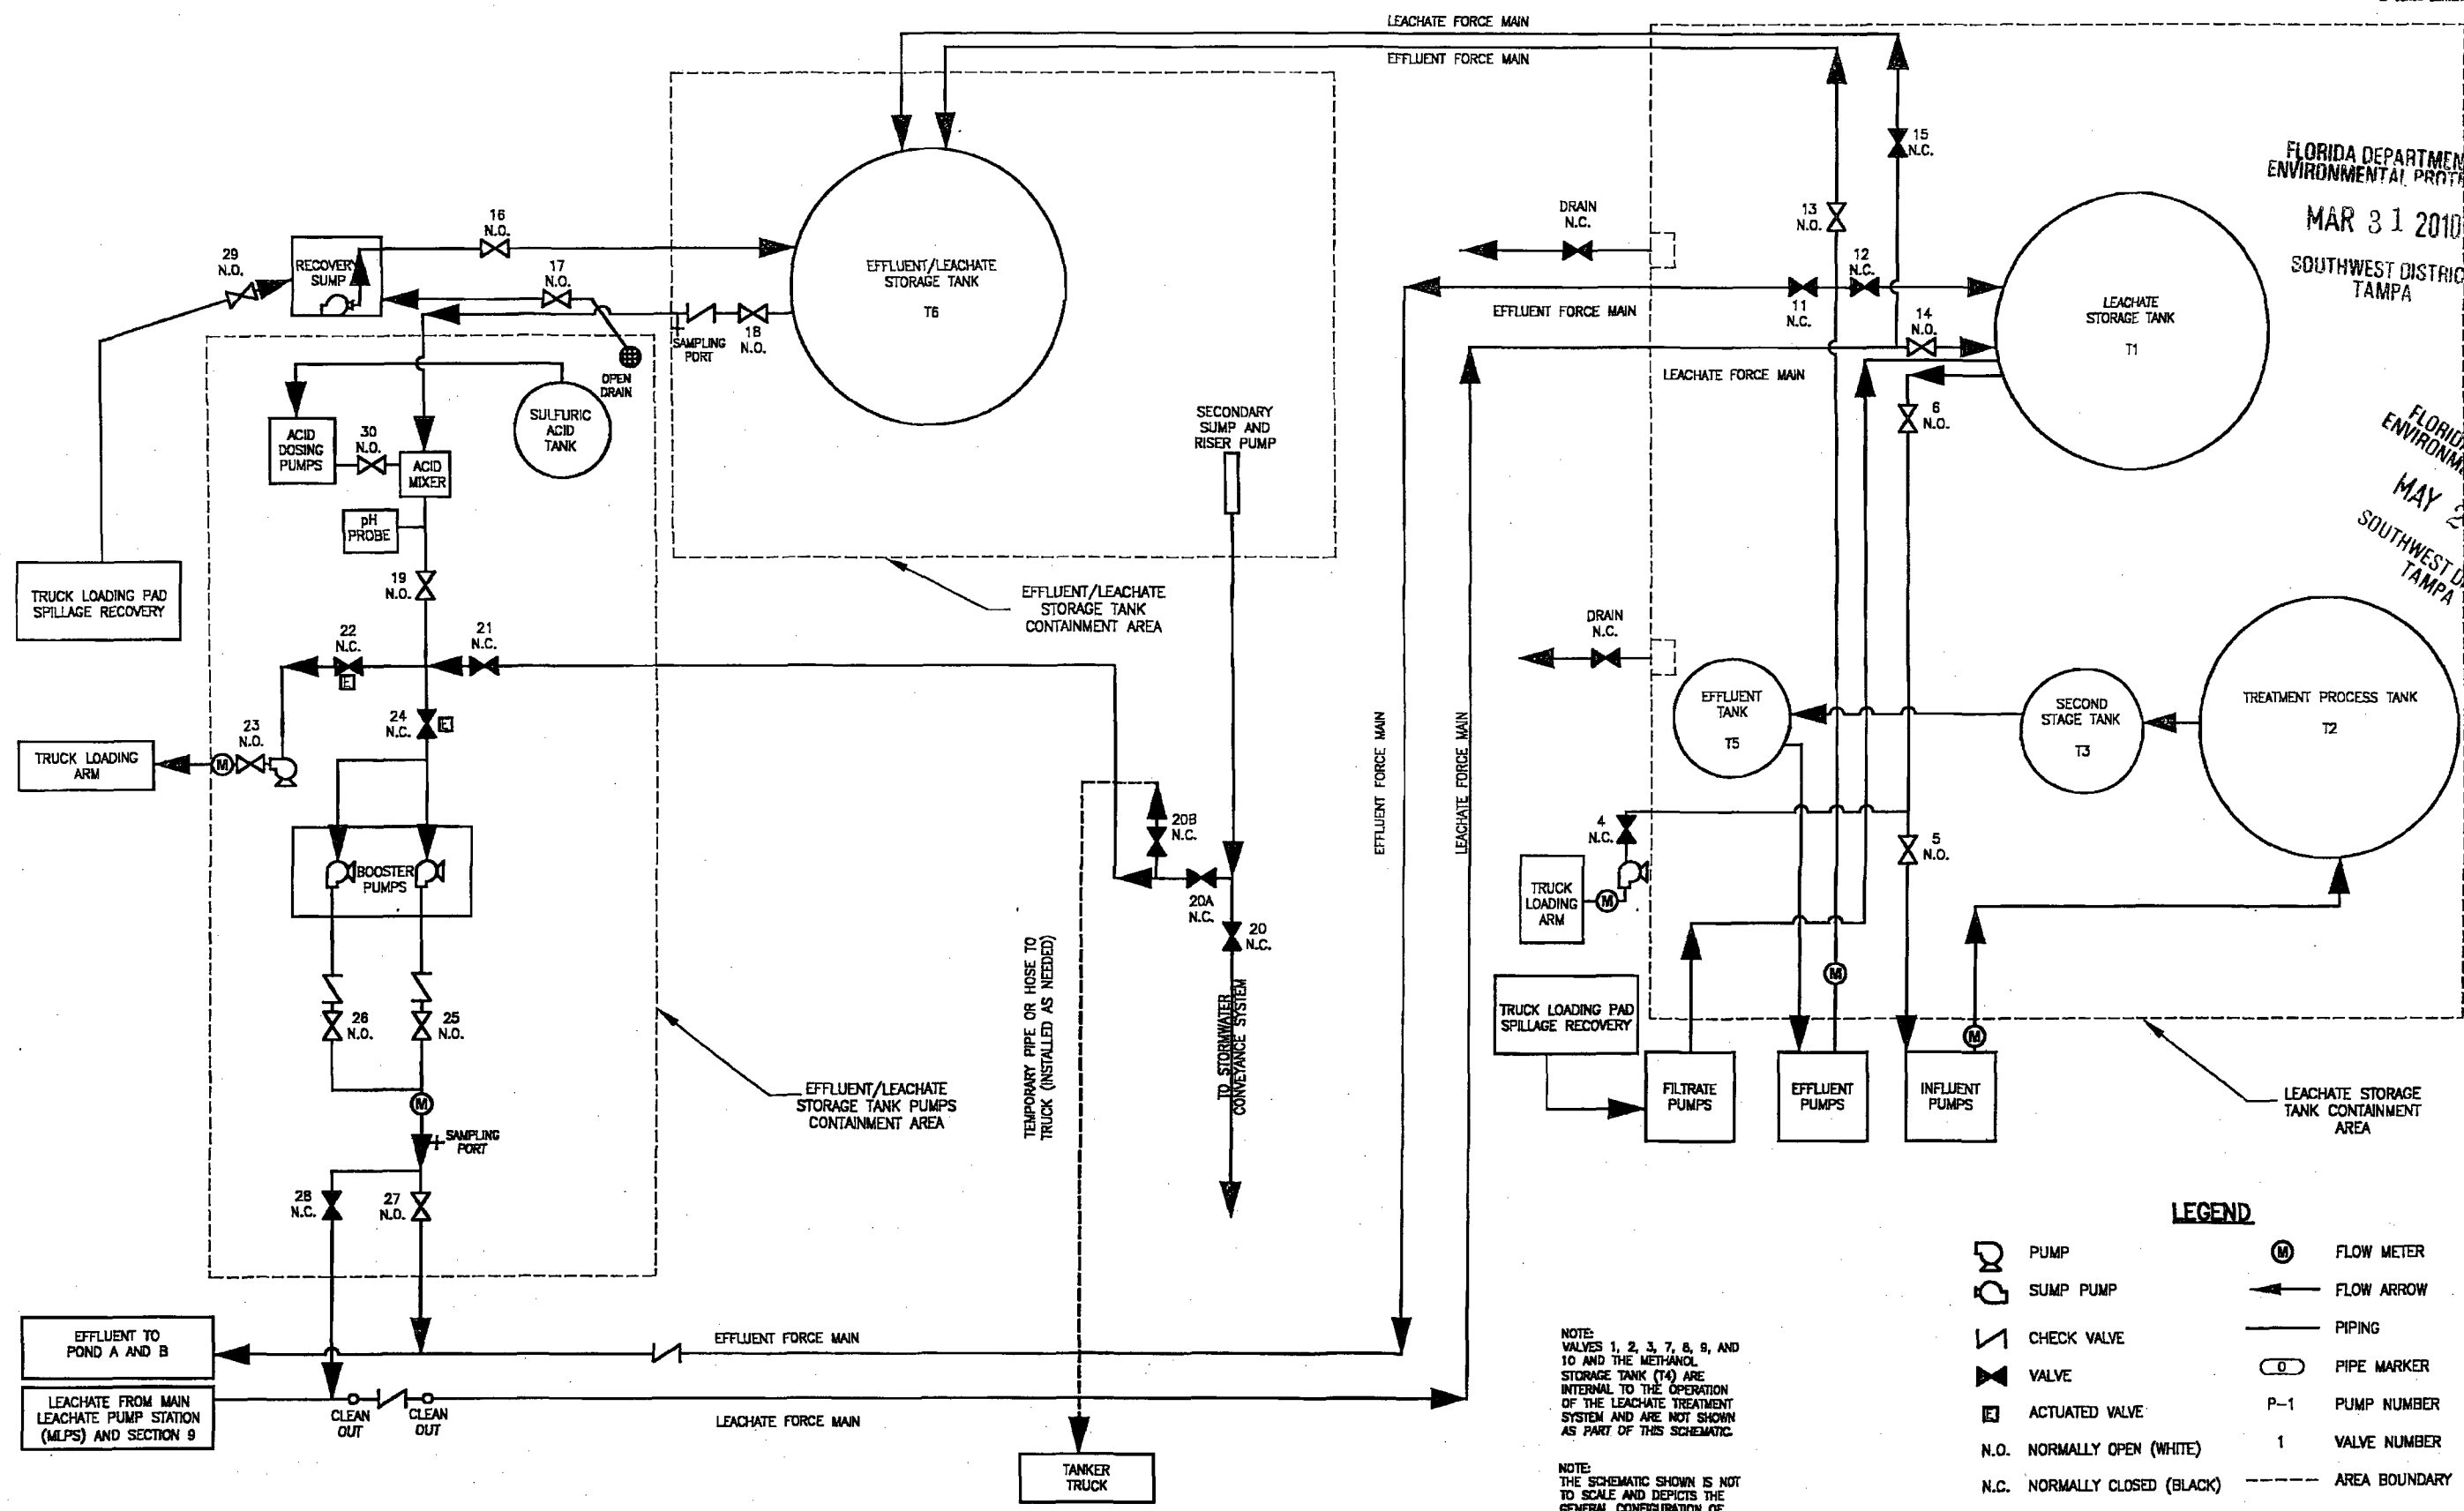 LEACHATE FORCE MAIN
EFFLUENT FORCE MAIN
15
N.C.
FLORIDA DEPARTMEN
MAR 31 2010
SOUTHWEST DISTRIC
TAMPA
DRAIN
N.C.
13
N.O.
12
N.C.
11
N.C.
EFFLUENT FORCE MAIN
LEACHATE
STORAGE TANK
T1
14
N.O.
LEACHATE FORCE MAIN
6
N.O.
MAY
SOUTHWEST
TAMPA
16
N.O.
29
N.O.
RECOVERY
SUMP
17
N.O.
EFFLUENT/LEACHATE
STORAGE TANK
T6
18
N.O.
SAMPLING
PORT
OPEN
DRAIN
SULFURIC
ACID
TANK
ACID
DOSING
PUMPS
30
N.O.
ACID
MIXER
pH
PROBE
SECONDARY
SUMP AND
RISER PUMP
TRUCK LOADING PAD
SPILLAGE RECOVERY
19
N.O.
EFFLUENT/LEACHATE
STORAGE TANK
CONTAINMENT AREA
22
N.C.
E
21
N.C.
24
N.C.
E
23
N.O.
M
TRUCK LOADING
ARM
BOOSTER
PUMPS
20B
N.C.
20A
N.C.
20
N.C.
TEMPORARY PIPE OR HOSE TO
TRUCK (INSTALLED AS NEEDED)
TO STORMWATER
CONVEYANCE SYSTEM
EFFLUENT FORCE MAIN
LEACHATE FORCE MAIN
DRAIN
N.C.
EFFLUENT
TANK
T5
SECOND
STAGE TANK
T3
TREATMENT PROCESS TANK
T2
4
N.C.
5
N.O.
TRUCK
LOADING
ARM
M
M
M
TRUCK LOADING PAD
SPILLAGE RECOVERY
FILTRATE
PUMPS
EFFLUENT
PUMPS
INFLUENT
PUMPS
LEACHATE STORAGE
TANK CONTAINMENT
AREA
26
N.O.
25
N.O.
M
SAMPLING
PORT
EFFLUENT/LEACHATE
STORAGE TANK PUMPS
CONTAINMENT AREA
28
N.C.
27
N.O.
EFFLUENT TO
POND A AND B
EFFLUENT FORCE MAIN
LEACHATE FROM MAIN
LEACHATE PUMP STATION
(MLPS) AND SECTION 9
CLEAN
OUT
CLEAN
OUT
LEACHATE FORCE MAIN
TANKER
TRUCK
NOTE:
VALVES 1, 2, 3, 7, 8, 9, AND
10 AND THE METHANOL
STORAGE TANK (T4) ARE
INTERNAL TO THE OPERATION
OF THE LEACHATE TREATMENT
SYSTEM AND ARE NOT SHOWN
AS PART OF THIS SCHEMATIC.
NOTE:
THE SCHEMATIC SHOWN IS NOT
TO SCALE AND DEPICTS THE
GENERAL CONFIGURATION OF
LEGEND
PUMP
SUMP PUMP
CHECK VALVE
VALVE
E ACTUATED VALVE
N.O. NORMALLY OPEN (WHITE)
N.C. NORMALLY CLOSED (BLACK)
M FLOW METER
FLOW ARROW
PIPING
0 PIPE MARKER
P-1 PUMP NUMBER
1 VALVE NUMBER
AREA BOUNDARY